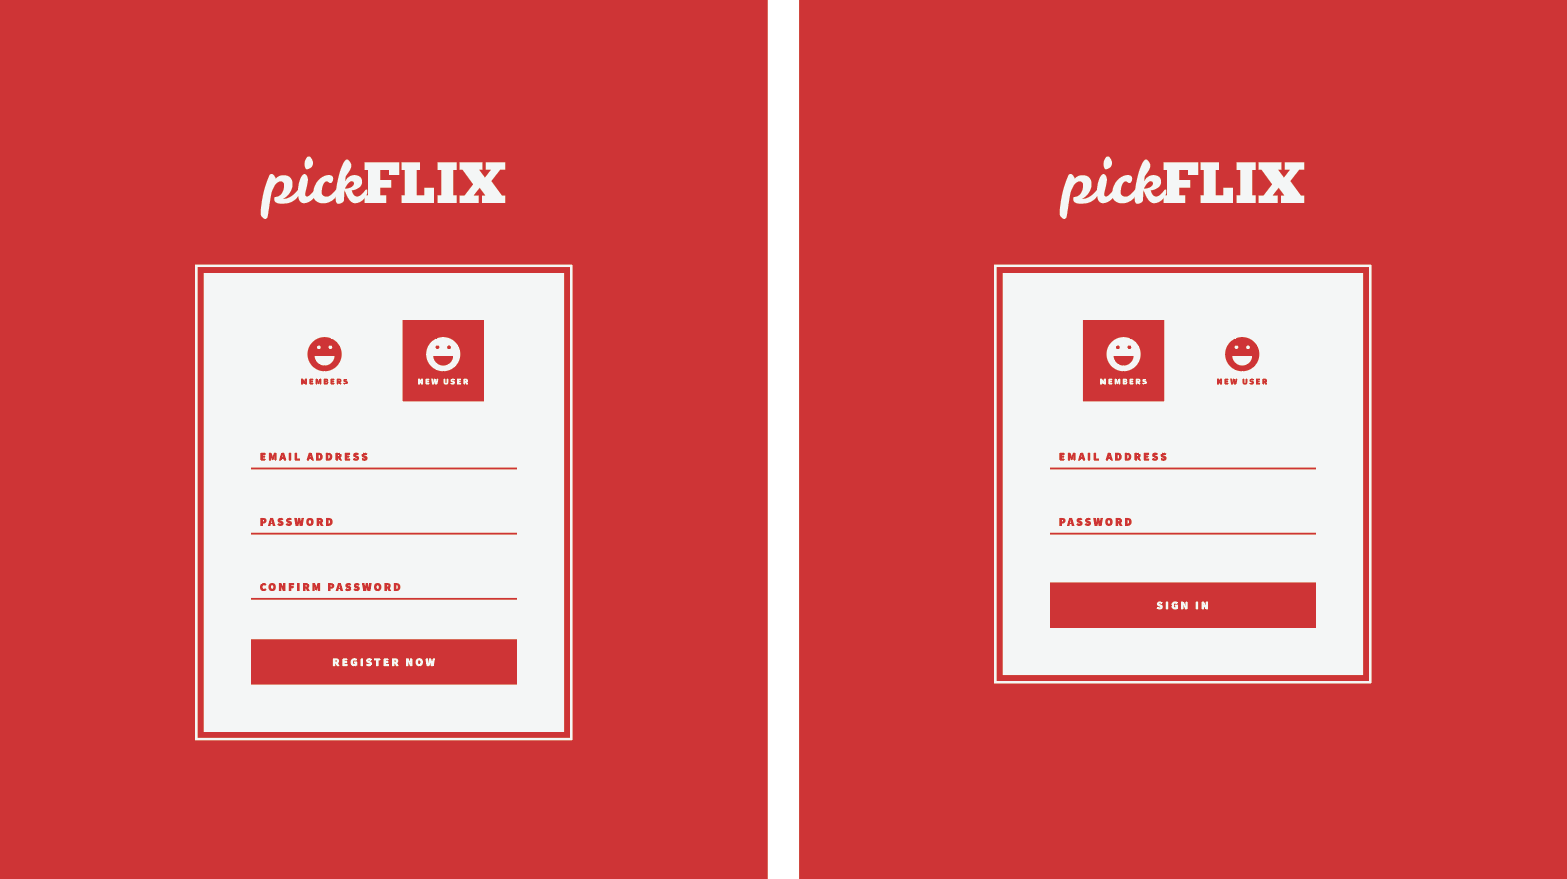 pickFLIX
MEMBERS
NEW USER
EMAIL ADDRESS
PASSWORD
CONFIRM PASSWORD
REGISTER NOW
pickFLIX
MEMBERS
NEW USER
EMAIL ADDRESS
PASSWORD
SIGN IN